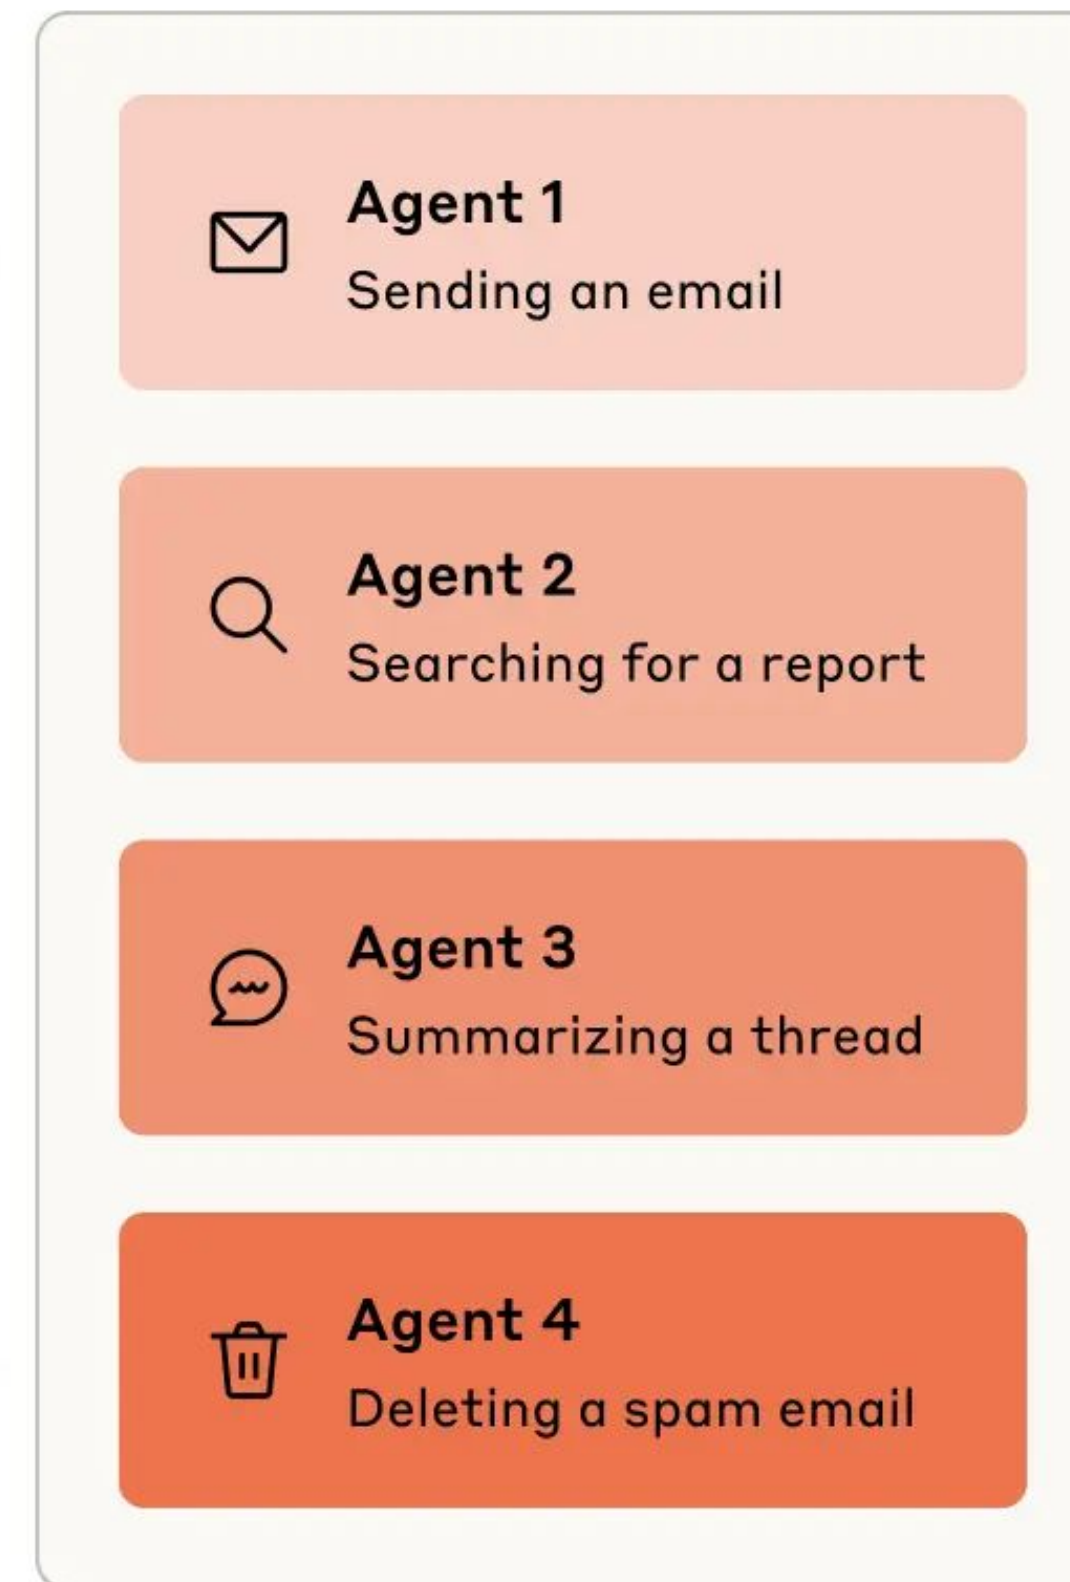 Agent 1
Sending an email
Agent 2
Searching for a report
Agent 3
Summarizing a thread
Agent 4
Deleting a spam email